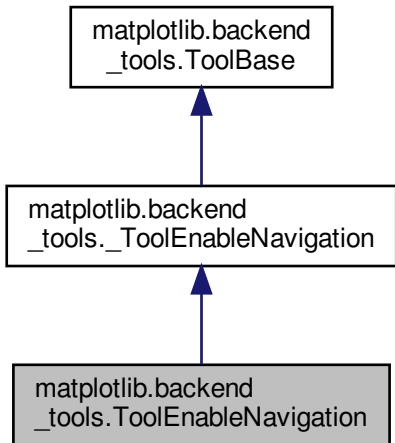 matplotlib.backend
_tools.ToolBase
matplotlib.backend
_tools._ToolEnableNavigation
matplotlib.backend
_tools.ToolEnableNavigation